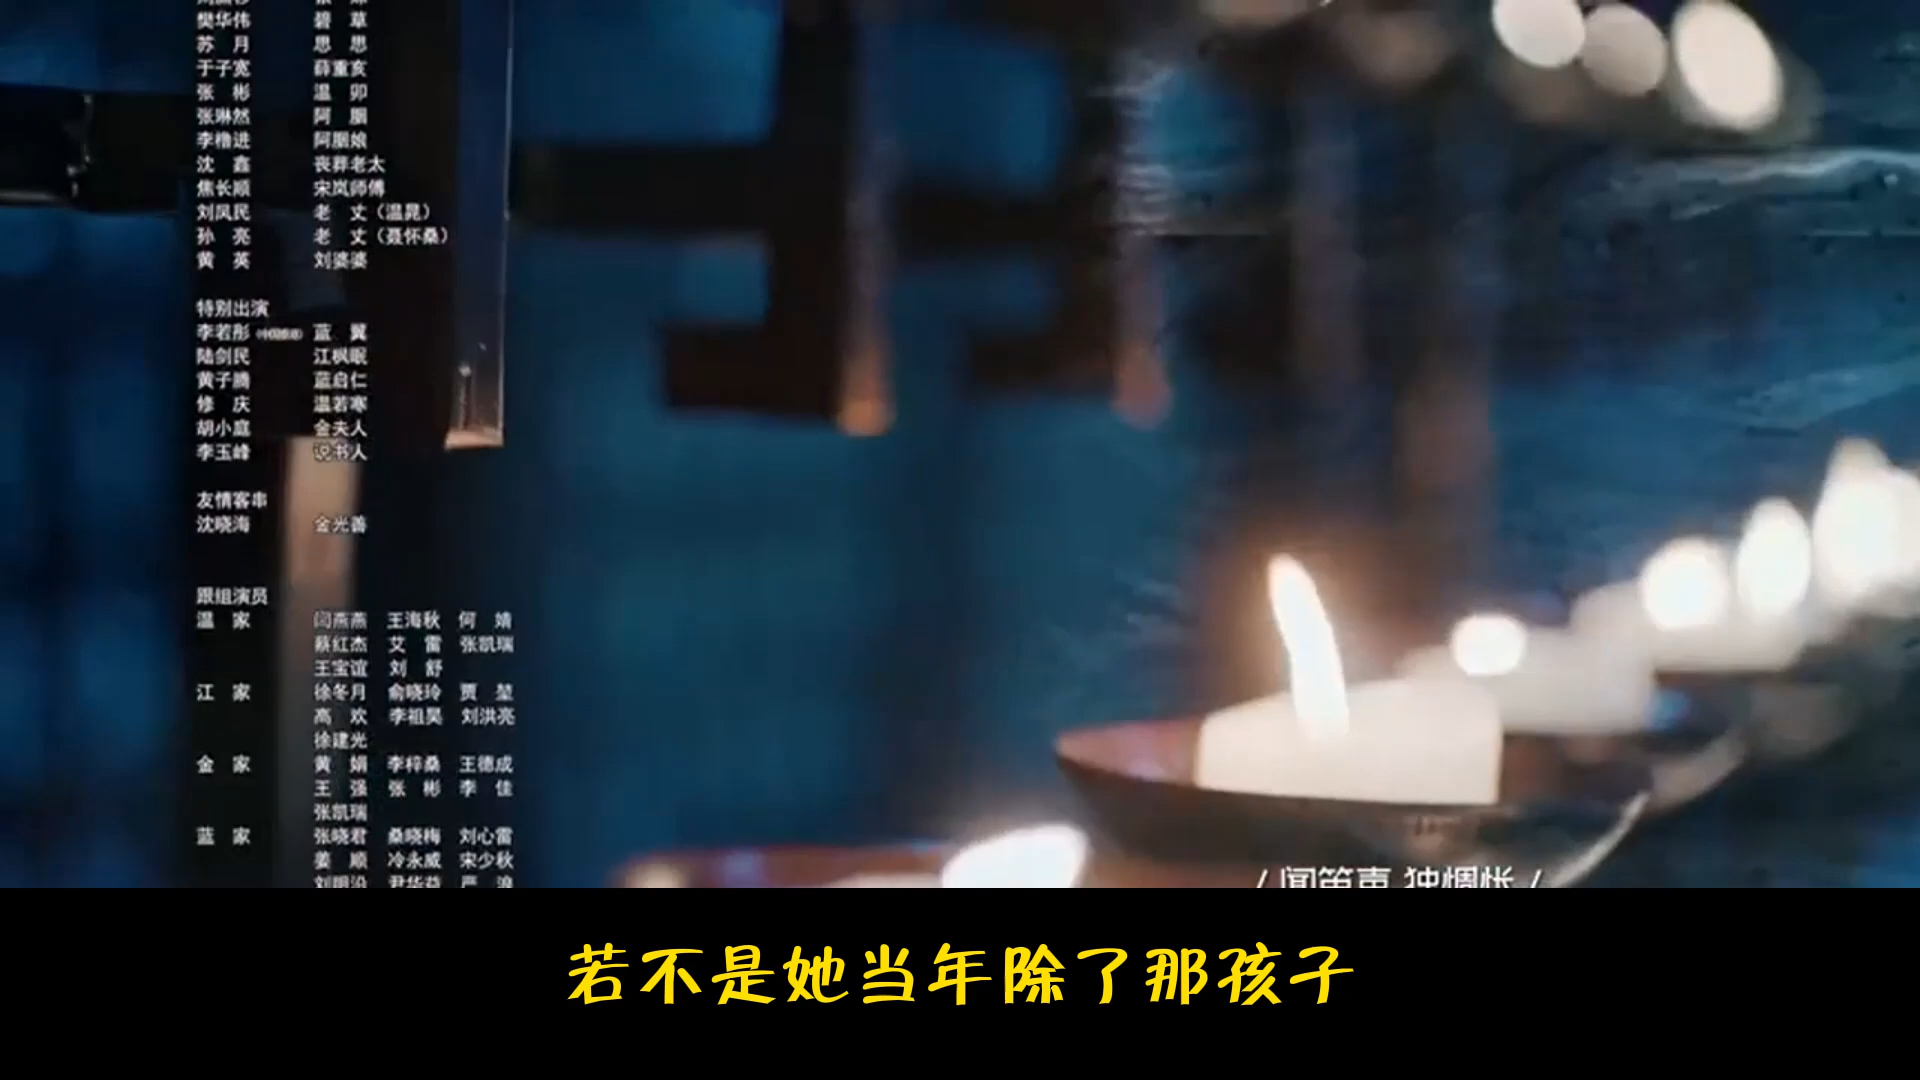 樊华伟 碧草
苏月 思思
于子宽 薛重亥
张彬 温卯
张琳然 阿胭
李橹进 阿胭娘
沈鑫 丧葬老太
焦长顺 宋岚师傅
刘凤民 老丈（温晁）
孙亮 老丈（聂怀桑）
黄英 刘婆婆
特别出演
李若彤 蓝翼
陆剑民 江枫眠
黄子腾 蓝启仁
修庆 温若寒
胡小庭 金夫人
李玉峰 说书人
友情客串
沈晓海 金光善
跟组演员
温家 闫燕燕 王海秋 何婧
蔡红杰 艾雷 张凯瑞
王宝谊 刘舒
江家 徐冬月 俞晓玲 贾堃
高欢 李祖昊 刘洪亮
徐建光
金家 黄娟 李梓桑 王德成
王强 张彬 李佳
张凯瑞
蓝家 张晓君 桑晓梅 刘心雷
姜顺 冷永威 宋少秋
/ 闻笛声 独惆怅 /
若不是她当年除了那孩子